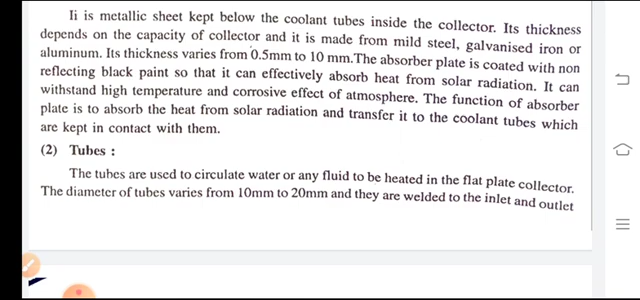 Ii is metallic sheet kept below the coolant tubes inside the collector. Its thickness
depends on the capacity of collector and it is made from mild steel, galvanised iron or
aluminum. Its thickness varies from 0.5mm to 10 mm.The absorber plate is coated with non
reflecting black paint so that it can effectively absorb heat from solar radiation. It can
withstand high temperature and corrosive effect of atmosphere. The function of absorber
plate is to absorb the heat from solar radiation and transfer it to the coolant tubes which
are kept in contact with them.
(2) Tubes :
The tubes are used to circulate water or any fluid to be heated in the flat plate collector.
The diameter of tubes varies from 10mm to 20mm and they are welded to the inlet and outlet